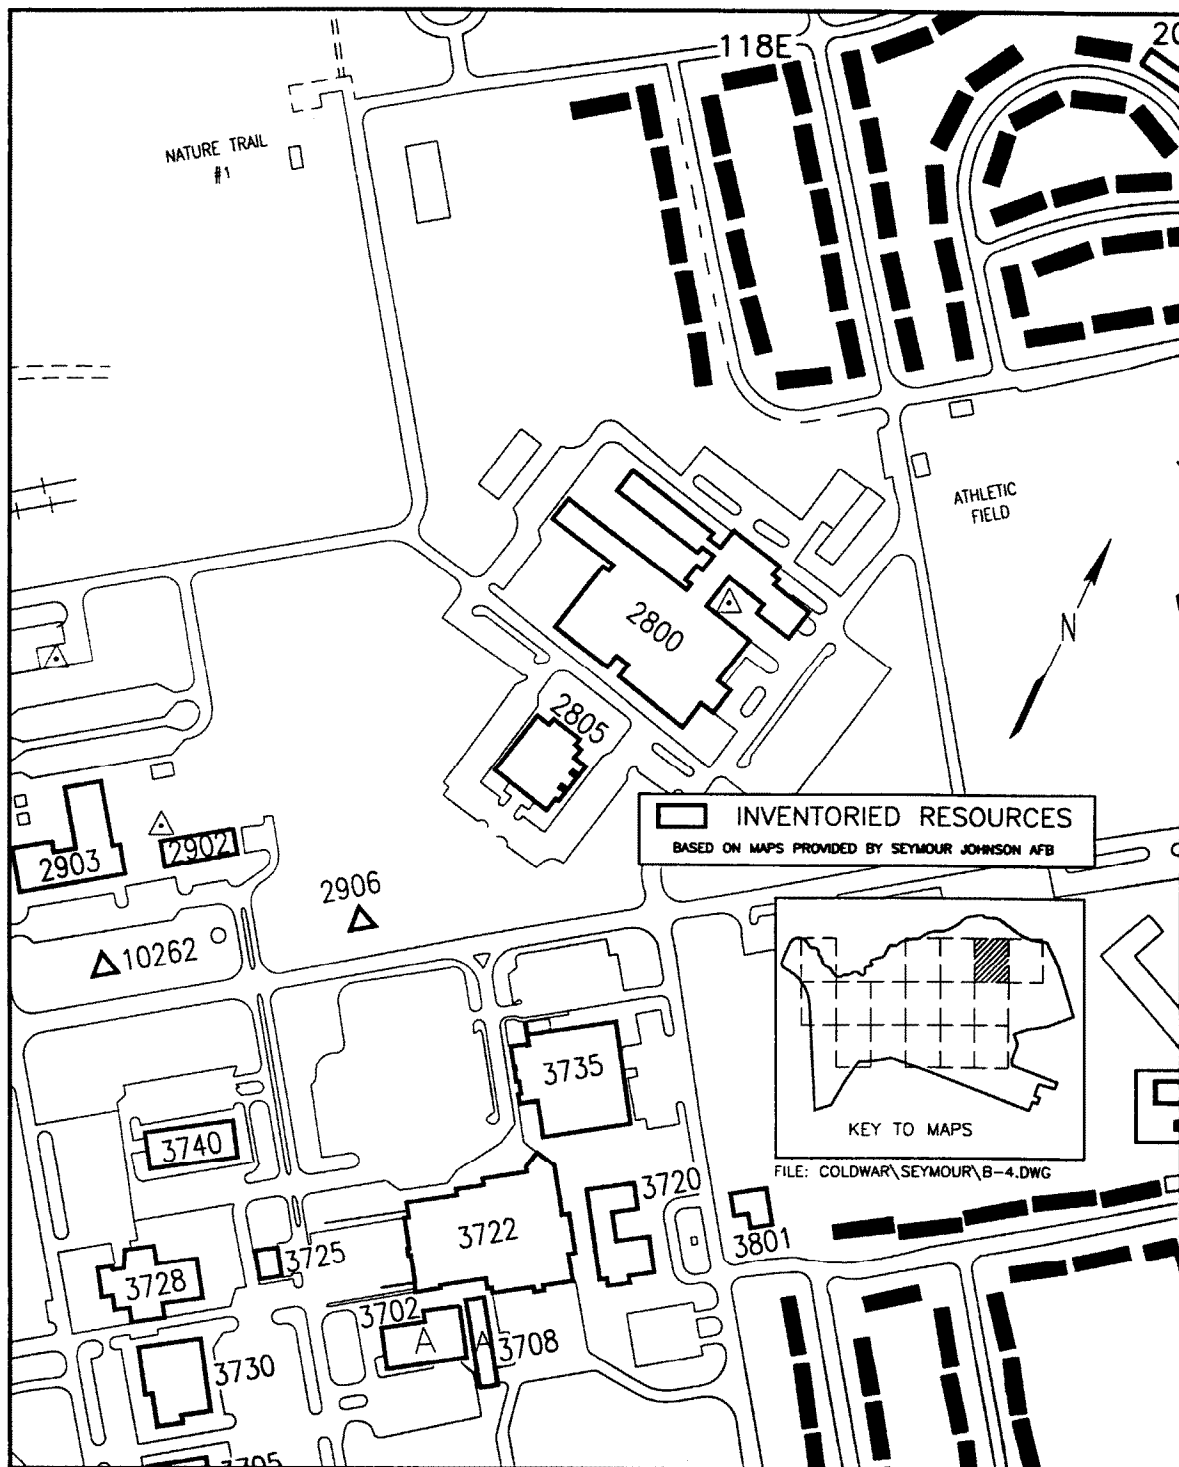 118E
20
NATURE TRAIL
#1
ATHLETIC
FIELD
N
2800
2805
INVENTORIED RESOURCES
BASED ON MAPS PROVIDED BY SEYMOUR JOHNSON AFB
2903
2902
2906
10262
3735
KEY TO MAPS
FILE: COLDWAR\SEYMOUR\B-4.DWG
3740
3720
3722
3801
3725
3728
3702
A
A
3708
3730